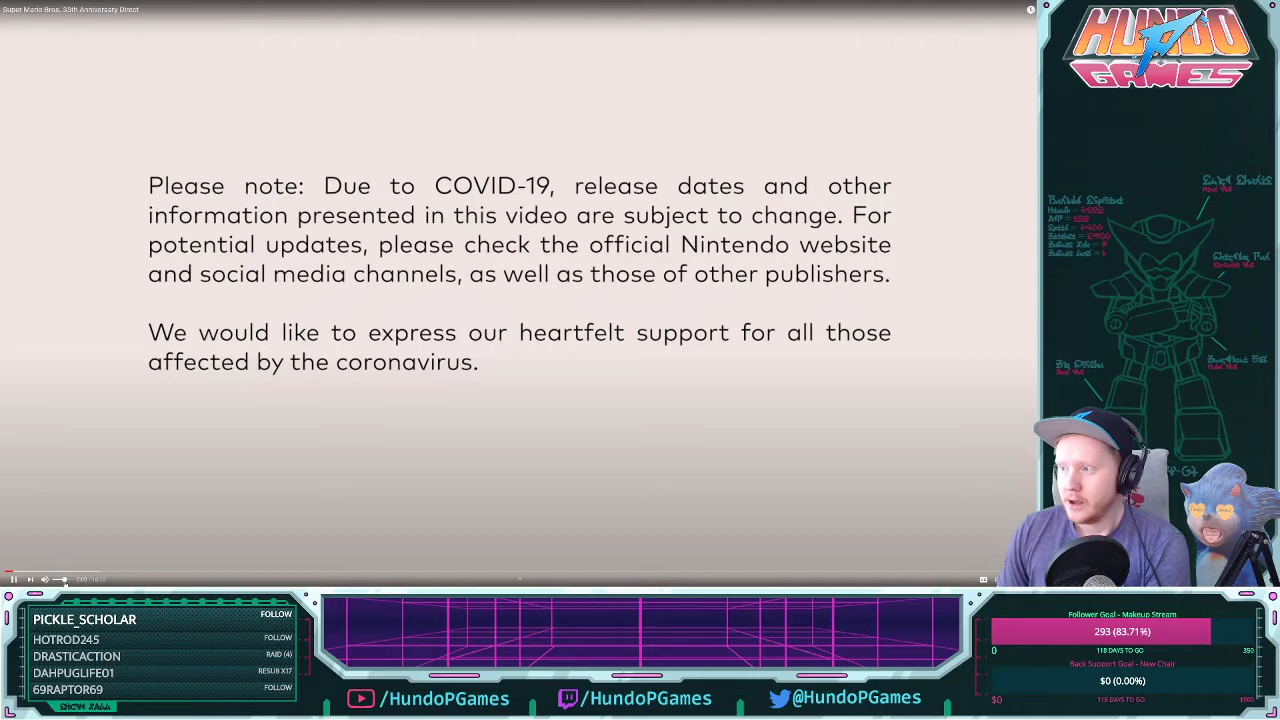 Super Mario Bros. 35th Anniversary Direct
HUNDO P
GAMES
Please note: Due to COVID-19, release dates and other
information presented in this video are subject to change. For
potential updates, please check the official Nintendo website
and social media channels, as well as those of other publishers.
We would like to express our heartfelt support for all those
affected by the coronavirus.
PICKLE_SCHOLAR FOLLOW
HOTROD245 FOLLOW
DRASTICACTION RAID (4)
DAHPUGLIFE01 RESUB X17
69RAPTOR69 FOLLOW
/HundoPGames /HundoPGames @HundoPGames
Follower Goal - Makeup Stream
293 (83.71%)
0 118 DAYS TO GO 350
Back Support Goal - New Chair
$0 (0.00%)
$0 118 DAYS TO GO $500